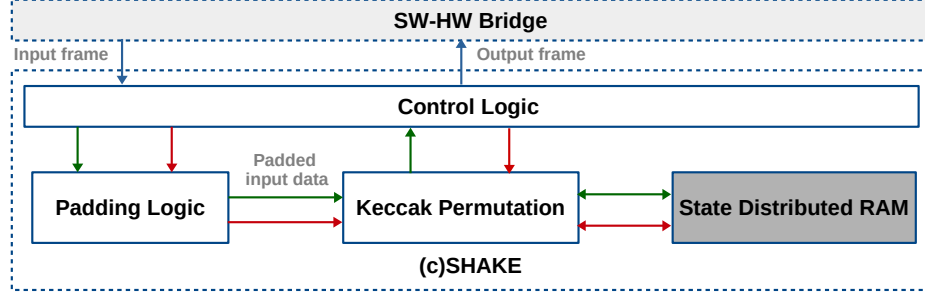 SW-HW Bridge
Input frame
Output frame
Control Logic
Padded
input data
Padding Logic
Keccak Permutation
State Distributed RAM
(c)SHAKE